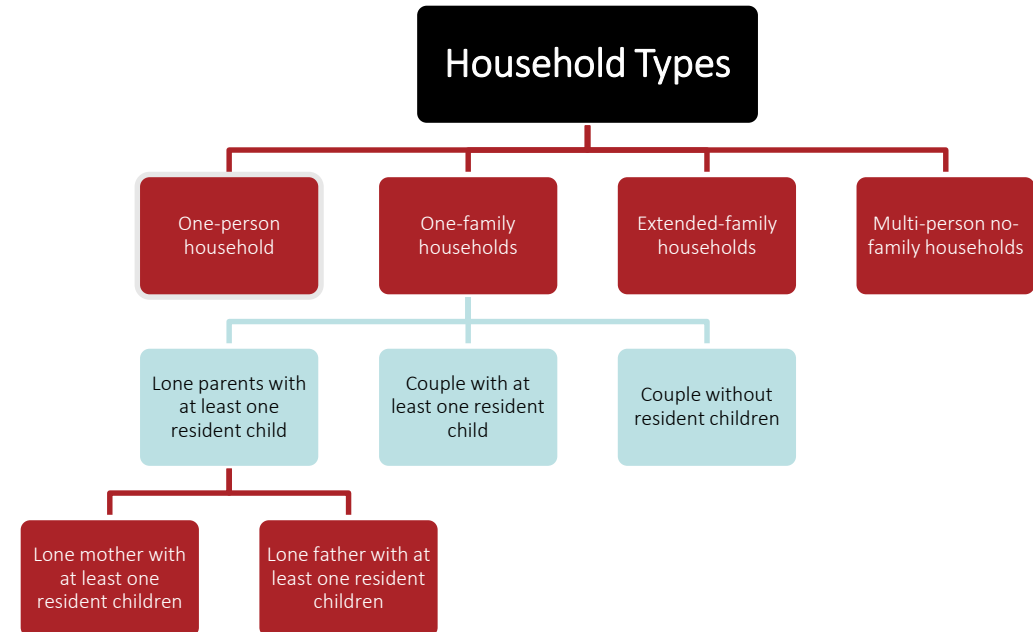 Household Types
One-person
household
One-family
households
Extended-family
households
Multi-person no-
family households
Lone parents with
at least one
resident child
Couple with at
least one resident
child
Couple without
resident children
Lone mother with
at least one
resident children
Lone father with at
least one resident
children